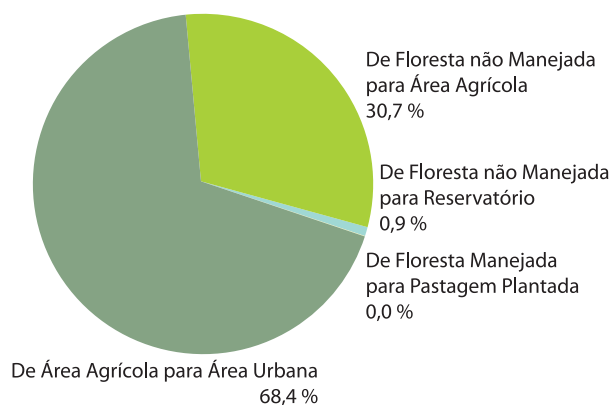 De Floresta não Manejada
para Área Agrícola
30,7 %
De Floresta não Manejada
para Reservatório
0,9 %
De Floresta Manejada
para Pastagem Plantada
0,0 %
De Área Agrícola para Área Urbana
68,4 %